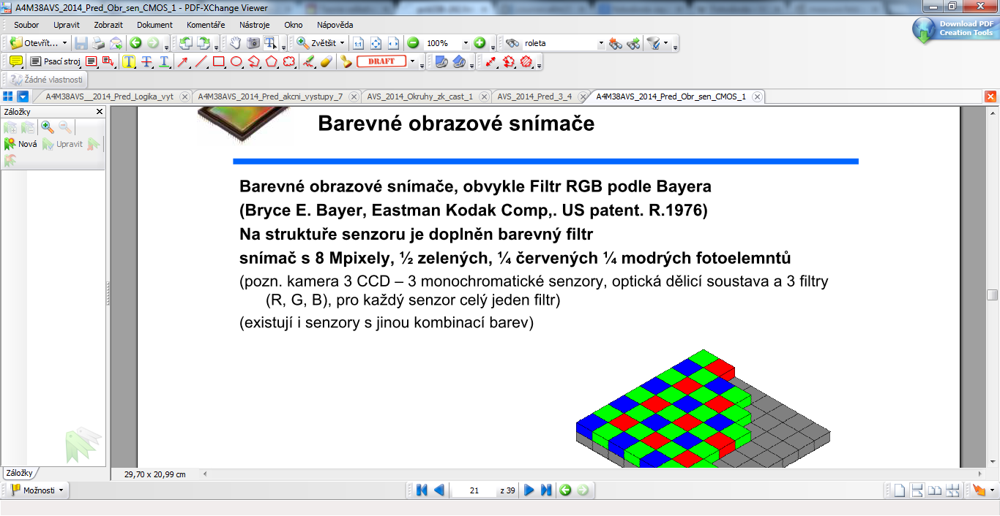 A4M38AVS_2014_Pred_Obr_sen_CMOS_1 - PDF-XChange Viewer
Soubor Upravit Zobrazit Dokument Komentáře Nástroje Okno Nápověda
Download PDF
Creation Tools
Otevřít... Zvětšit 1:1 100% roleta
Psací stroj T T T DRAFT
Žádné vlastnosti
A4M38AVS__2014_Pred_Logika_vyt A4M38AVS_2014_Pred_akcni_vystupy_7 AVS_2014_Okruhy_zk_cast_1 AVS_2014_Pred_3_4 A4M38AVS_2014_Pred_Obr_sen_CMOS_1
Záložky
Nová Upravit
Barevné obrazové snímače
Barevné obrazové snímače, obvykle Filtr RGB podle Bayera
(Bryce E. Bayer, Eastman Kodak Comp,. US patent. R.1976)
Na struktuře senzoru je doplněn barevný filtr
snímač s 8 Mpixely, ½ zelených, ¼ červených ¼ modrých fotoelemntů
(pozn. kamera 3 CCD – 3 monochromatické senzory, optická dělicí soustava a 3 filtry
(R, G, B), pro každý senzor celý jeden filtr)
(existují i senzory s jinou kombinací barev)
Záložky
29,70 x 20,99 cm
Možnosti
21 z 39